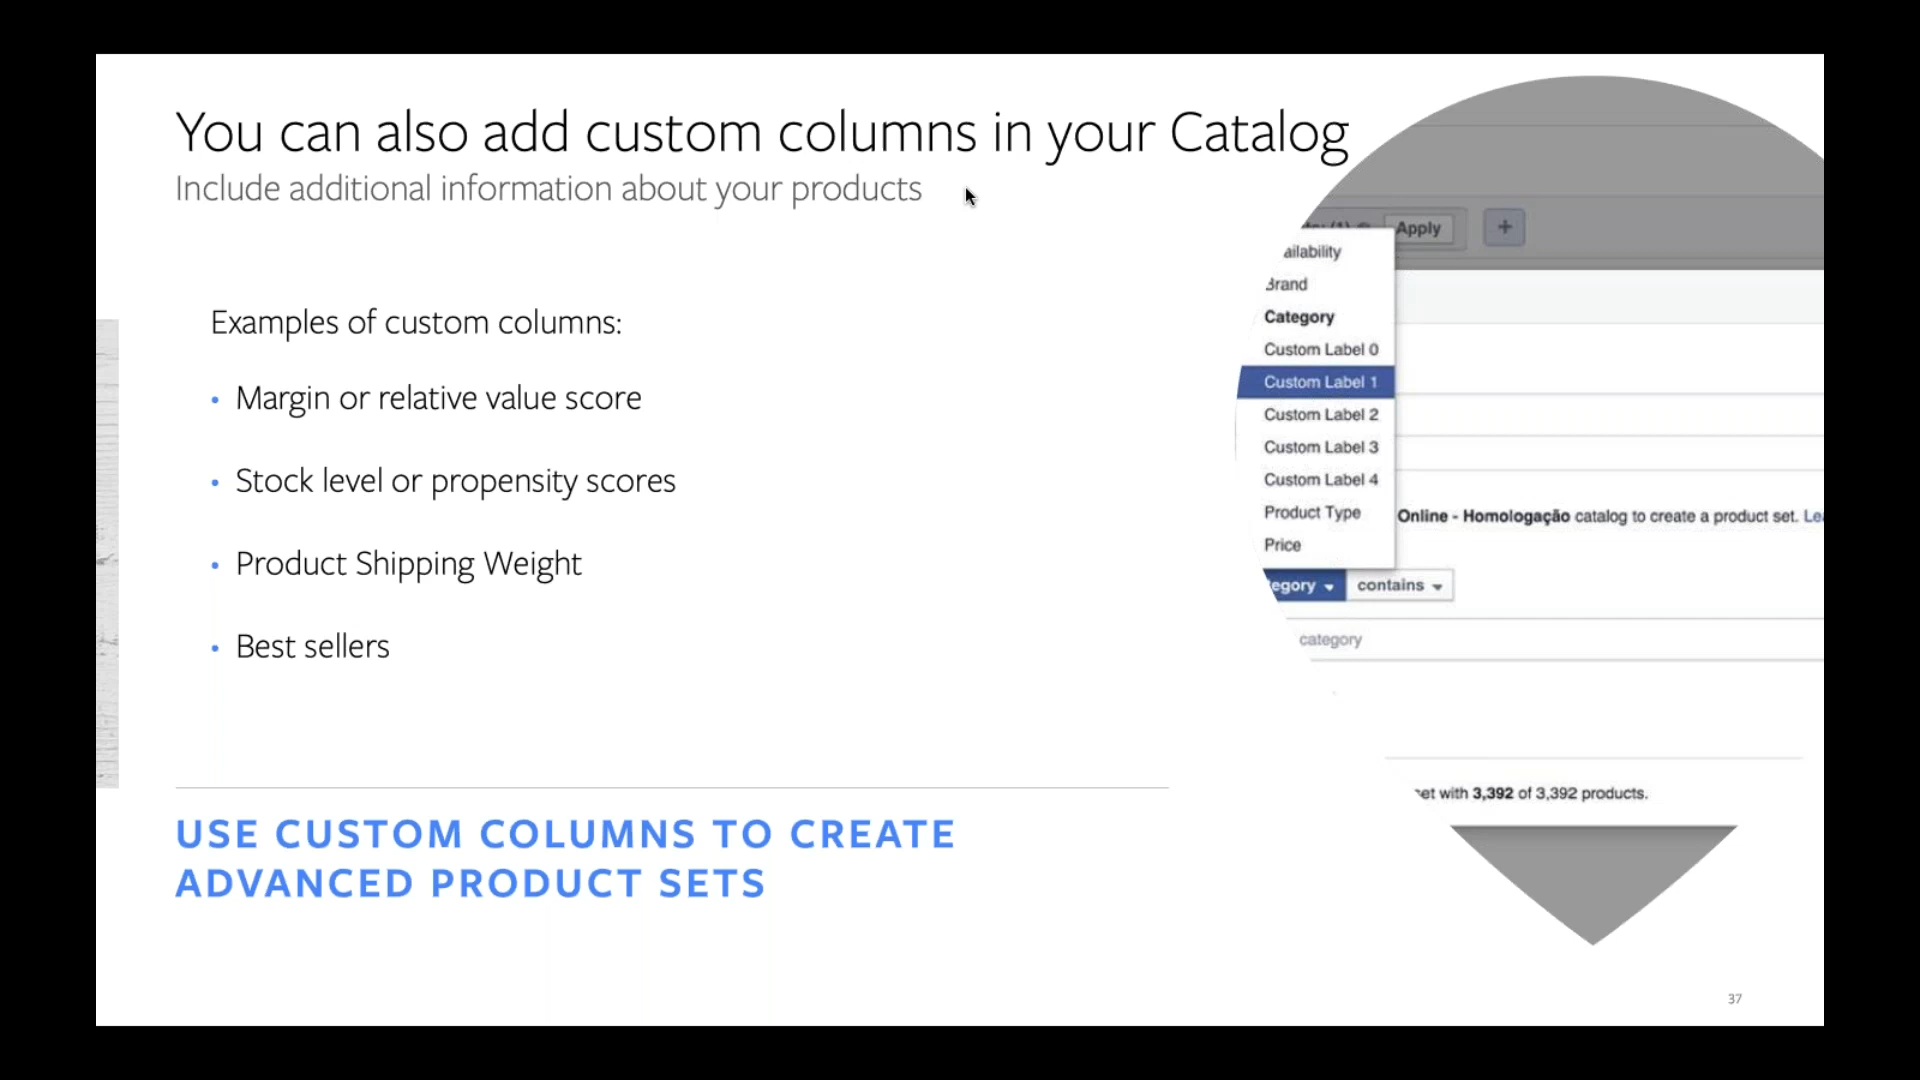 You can also add custom columns in your Catalog
Include additional information about your products
Examples of custom columns:
• Margin or relative value score
• Stock level or propensity scores
• Product Shipping Weight
• Best sellers
USE CUSTOM COLUMNS TO CREATE
ADVANCED PRODUCT SETS
Apply +
ailability
Brand
Category
Custom Label 0
Custom Label 1
Custom Label 2
Custom Label 3
Custom Label 4
Product Type
Price
Online - Homologação catalog to create a product set. Le
egory contains
category
et with 3,392 of 3,392 products.
37